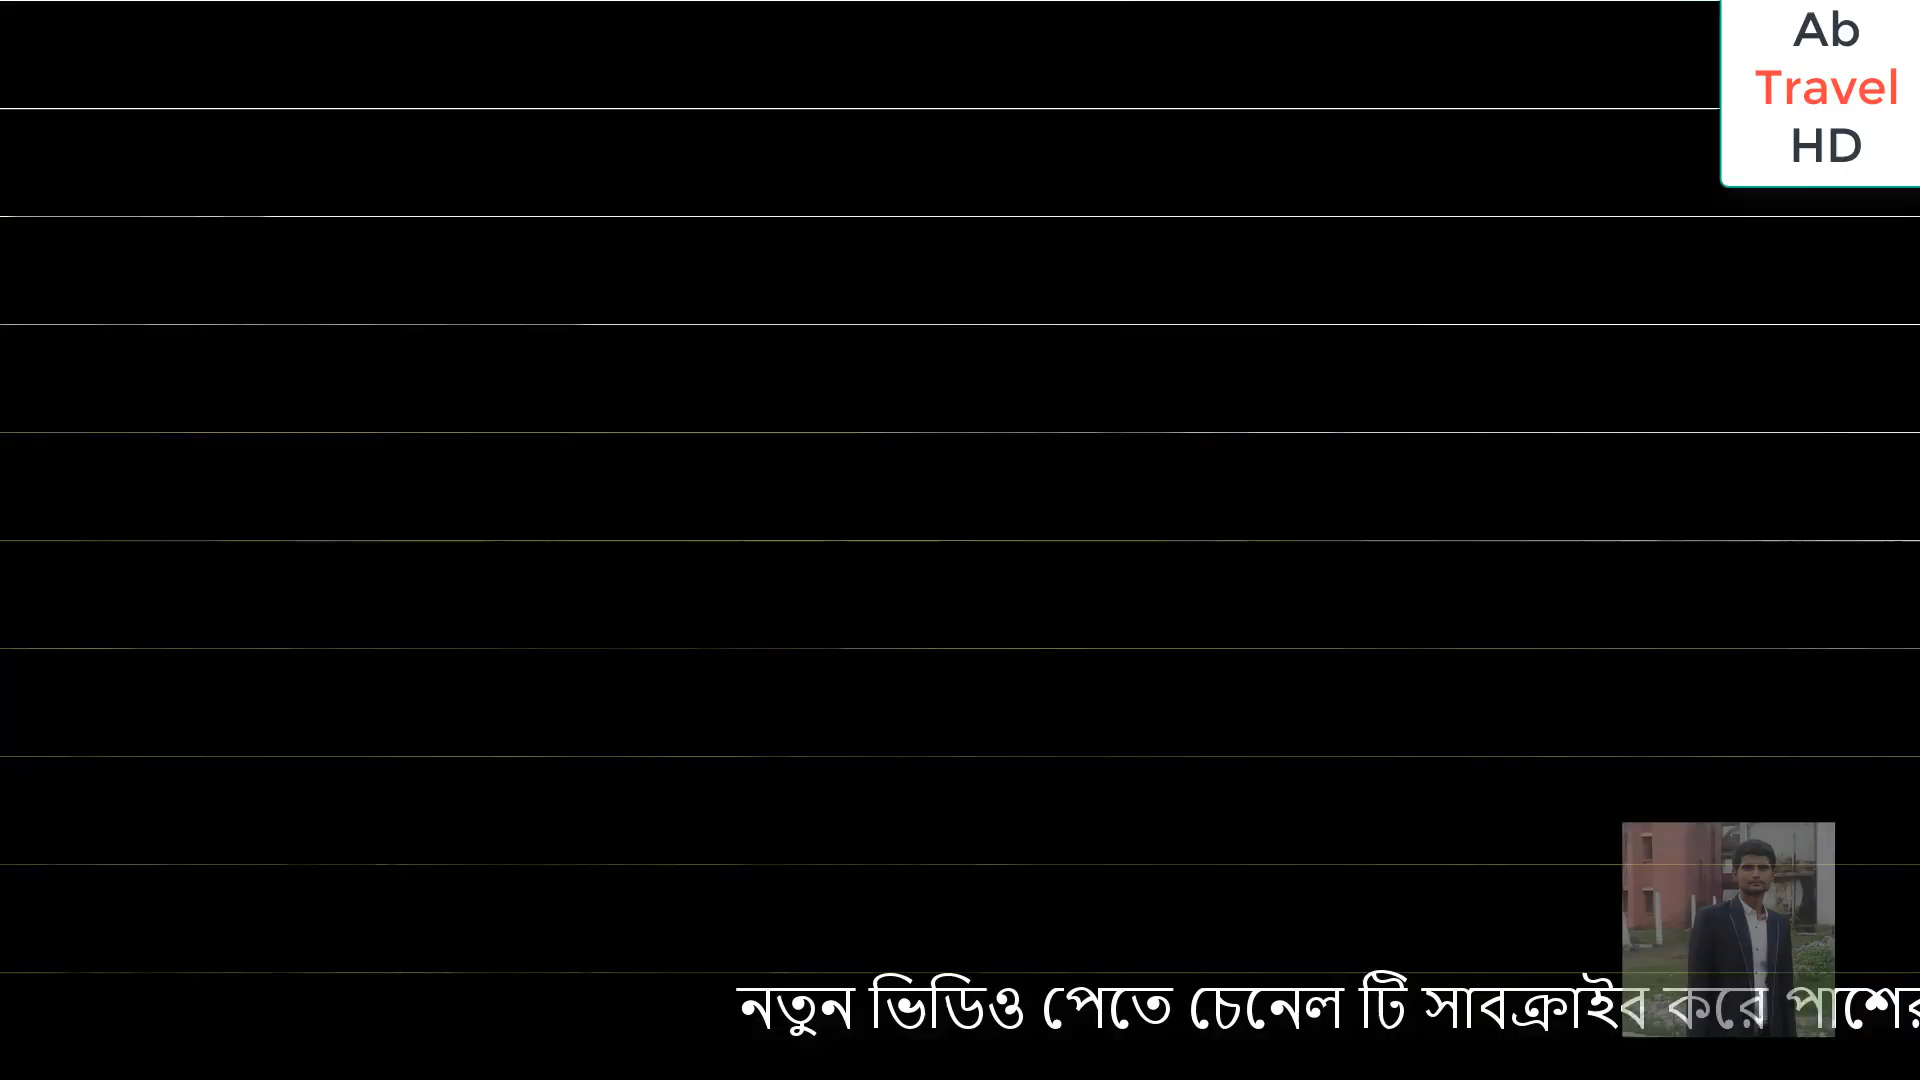 Ab
Travel
HD
নতুন ভিডিও পেতে চেনেল টি সাবক্রাইব করে পাশের